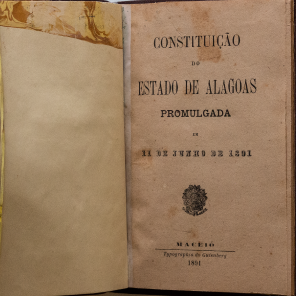 CONSTITUIÇÃO
DO
ESTADO DE ALAGOAS
PROMULGADA
EM
11 DE JUNHO DE 1891
MACEIÓ
1891